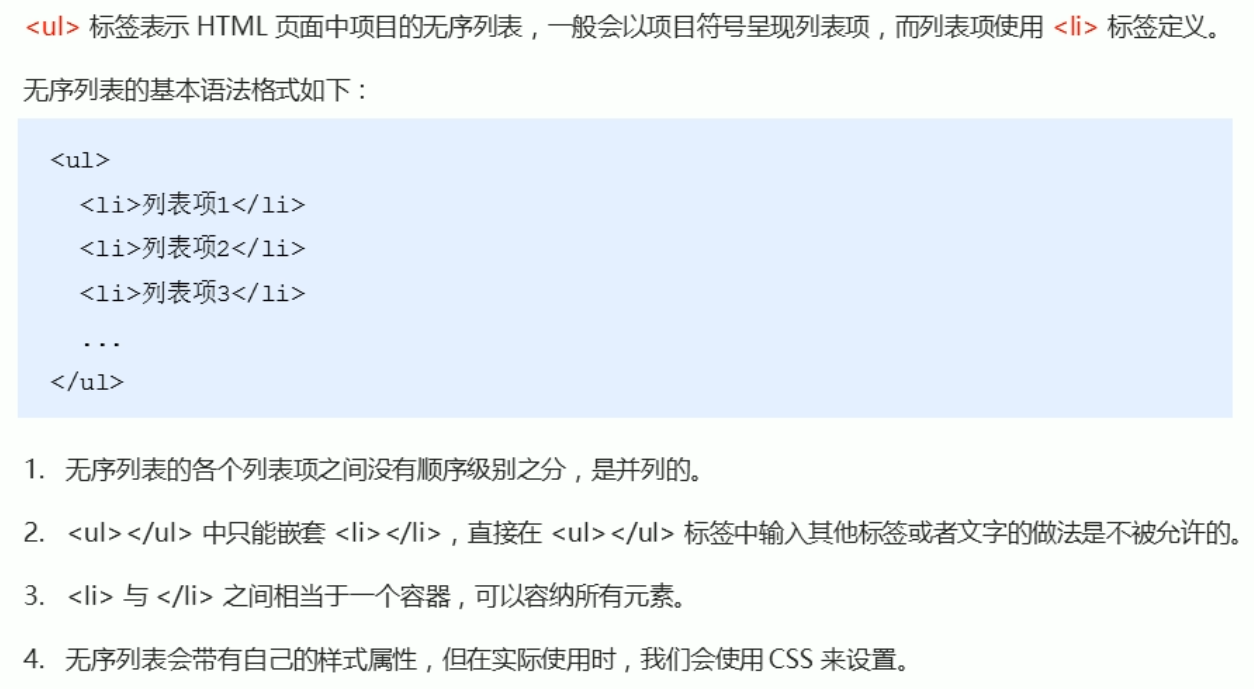 <ul> 标签表示 HTML 页面中项目的无序列表，一般会以项目符号呈现列表项，而列表项使用 <li> 标签定义。
无序列表的基本语法格式如下：
<ul>
  <li>列表项1</li>
  <li>列表项2</li>
  <li>列表项3</li>
  ...
</ul>
1. 无序列表的各个列表项之间没有顺序级别之分，是并列的。
2. <ul></ul> 中只能嵌套 <li></li>，直接在 <ul></ul> 标签中输入其他标签或者文字的做法是不被允许的。
3. <li> 与 </li> 之间相当于一个容器，可以容纳所有元素。
4. 无序列表会带有自己的样式属性，但在实际使用时，我们会使用 CSS 来设置。